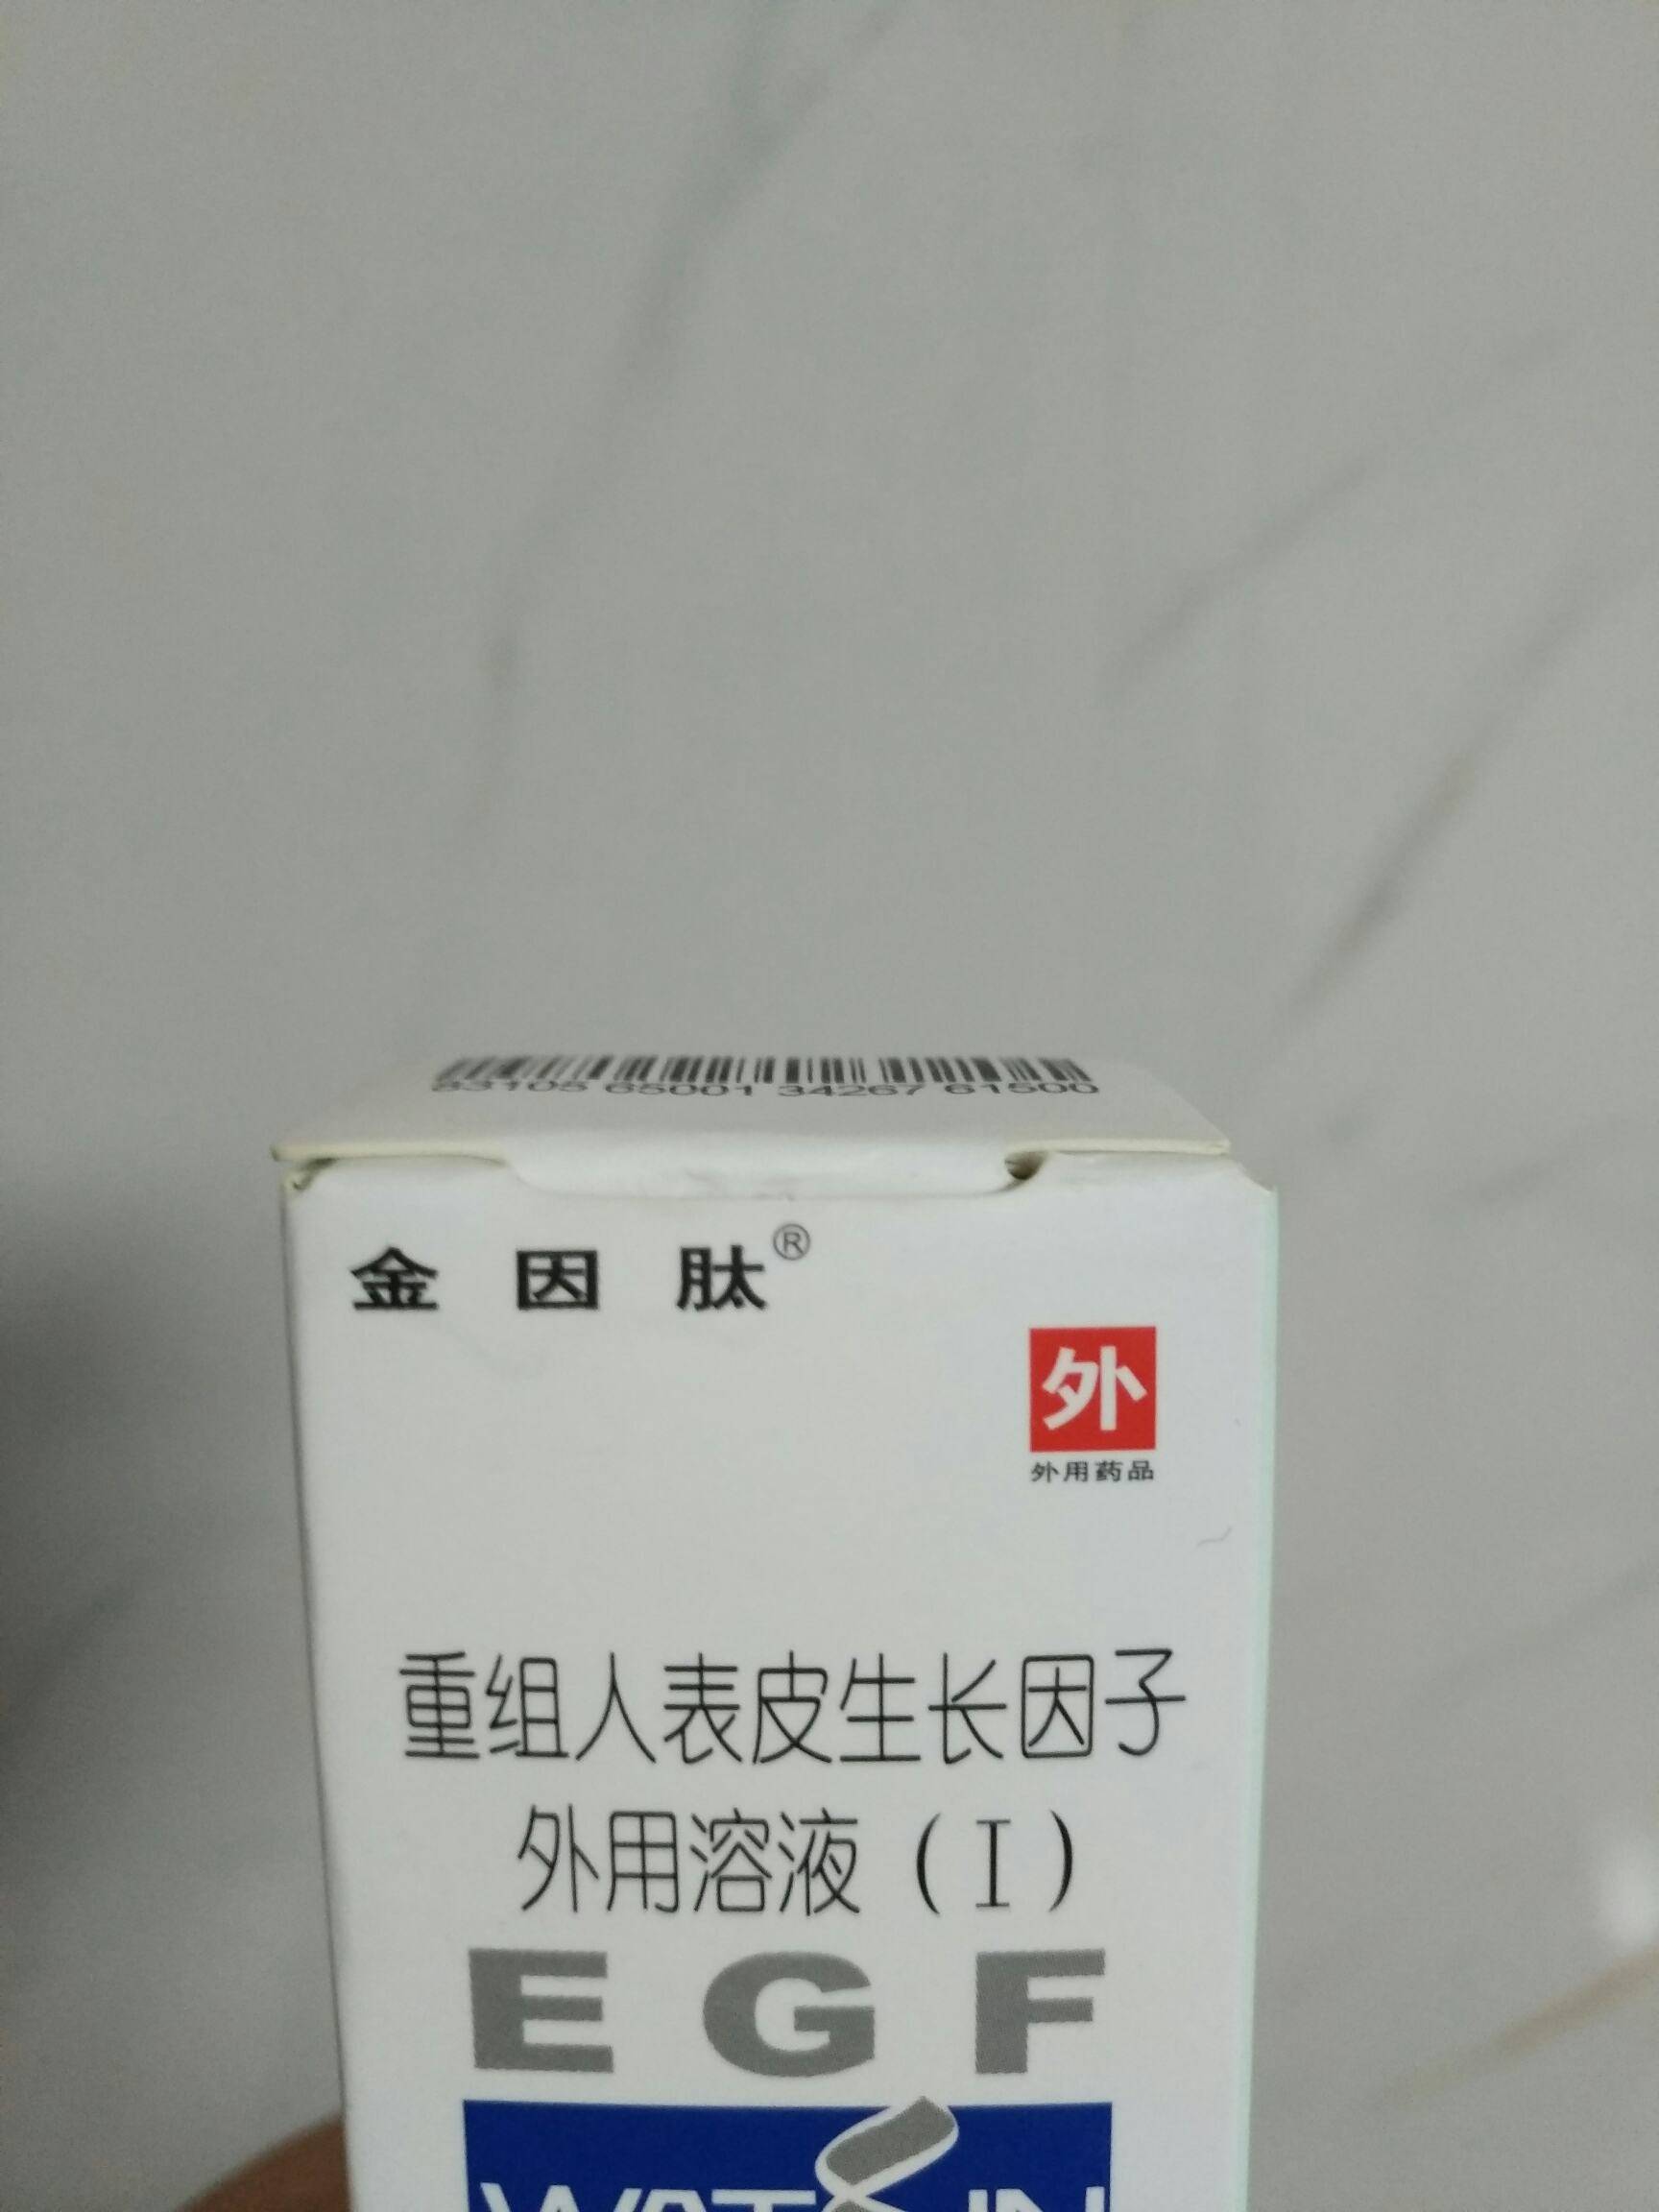 83105 65001 34267 61500
金因肽®
外
外用药品
重组人表皮生长因子
外用溶液(I)
EGF